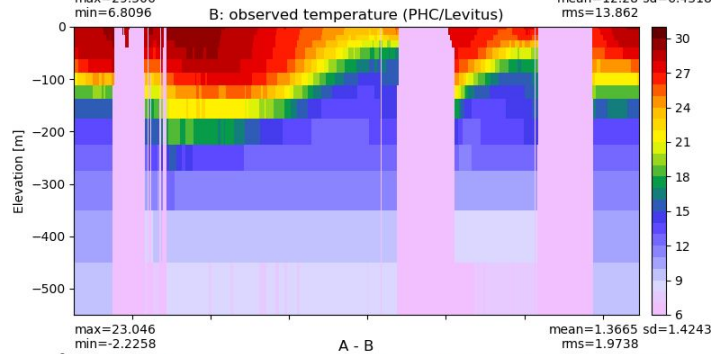 min=6.8096
B: observed temperature (PHC/Levitus)
rms=13.862
0
−100
−200
−300
−400
−500
Elevation [m]
30
27
24
21
18
15
12
9
6
max=23.046
min=-2.2258
A - B
mean=1.3665 sd=1.4243
rms=1.9738